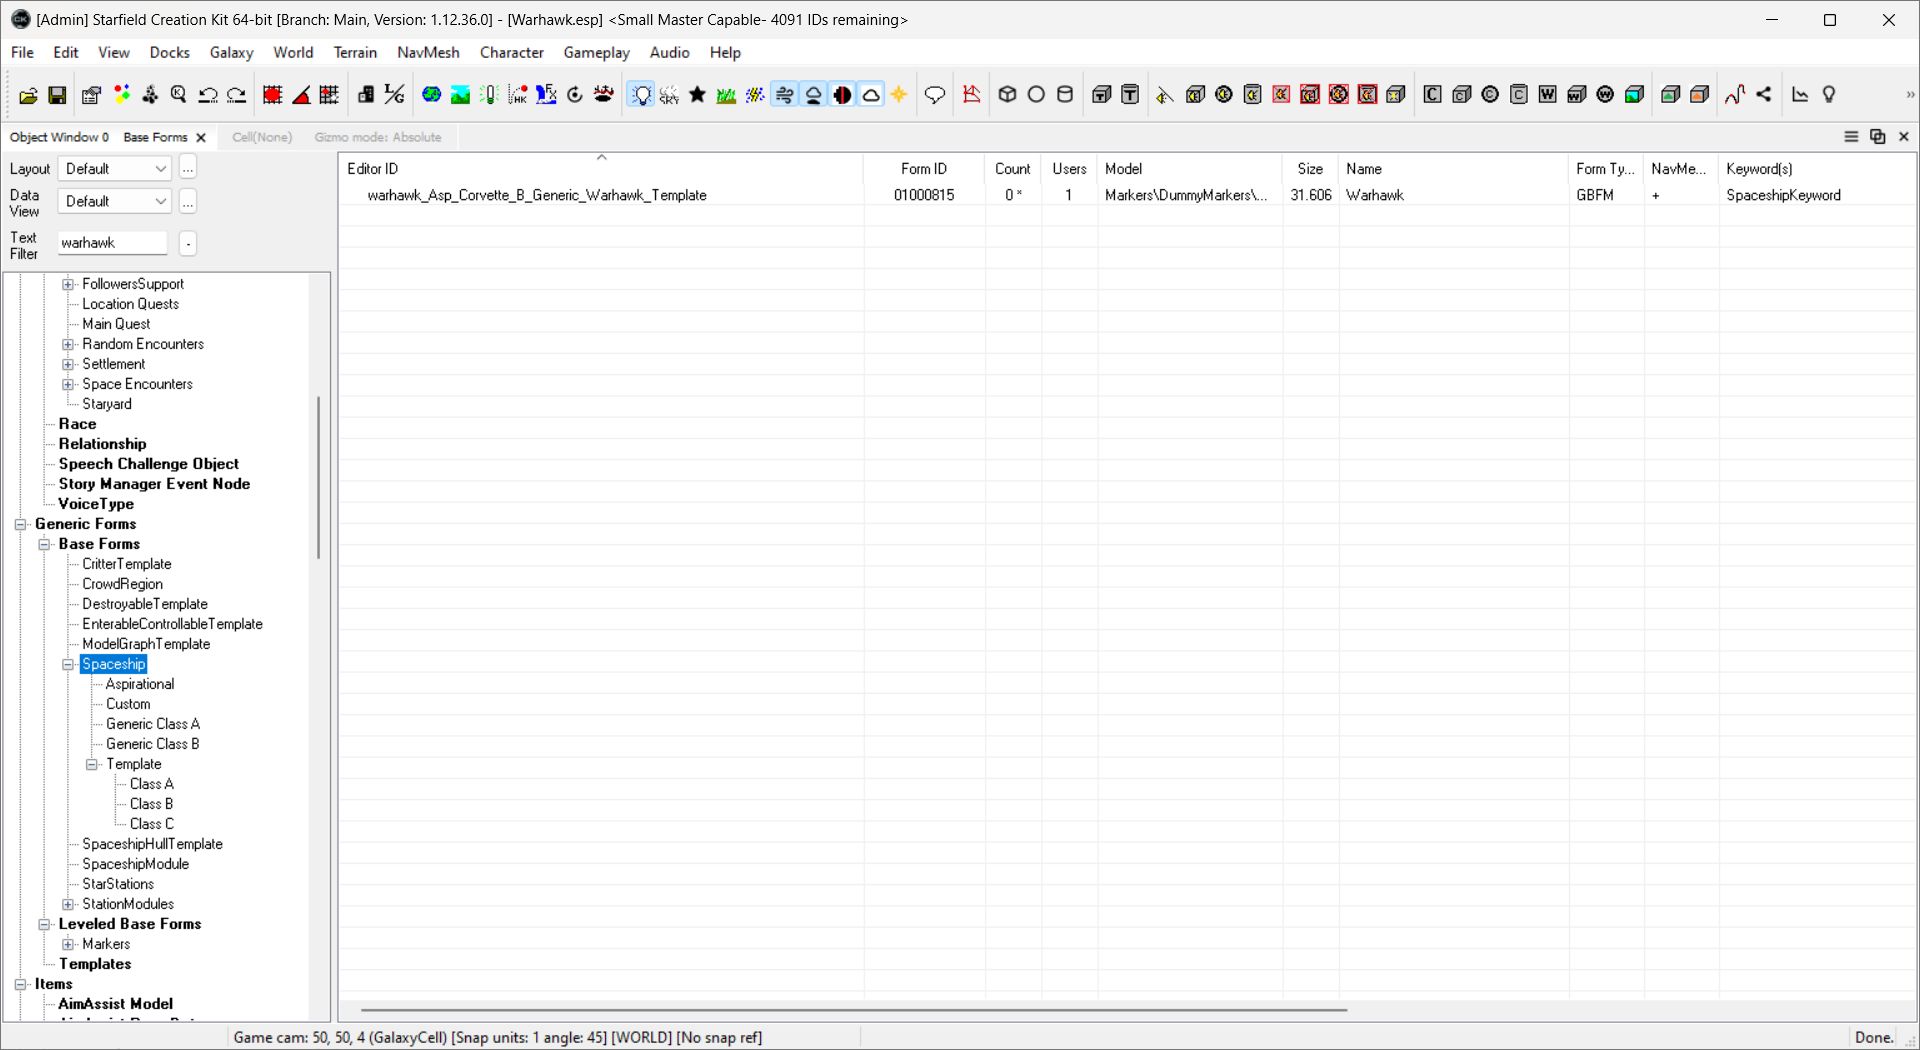 [Admin] Starfield Creation Kit 64-bit [Branch: Main, Version: 1.12.36.0] - [Warhawk.esp] <Small Master Capable- 4091 IDs remaining>
File Edit View Docks Galaxy World Terrain NavMesh Character Gameplay Audio Help
Object Window 0 Base Forms Cell(None) Gizmo mode: Absolute
Layout Default ...
Data View Default ...
Text Filter warhawk .
Editor ID Form ID Count Users Model Size Name Form Ty... NavMe... Keyword(s)
warhawk_Asp_Corvette_B_Generic_Warhawk_Template 01000815 0 * 1 Markers\DummyMarkers\... 31.606 Warhawk GBFM + SpaceshipKeyword
FollowersSupport
Location Quests
Main Quest
Random Encounters
Settlement
Space Encounters
Staryard
Race
Relationship
Speech Challenge Object
Story Manager Event Node
VoiceType
Generic Forms
Base Forms
CritterTemplate
CrowdRegion
DestroyableTemplate
EnterableControllableTemplate
ModelGraphTemplate
Spaceship
Aspirational
Custom
Generic Class A
Generic Class B
Template
Class A
Class B
Class C
SpaceshipHullTemplate
SpaceshipModule
StarStations
StationModules
Leveled Base Forms
Markers
Templates
Items
AimAssist Model
Game cam: 50, 50, 4 (GalaxyCell) [Snap units: 1 angle: 45] [WORLD] [No snap ref]
Done.